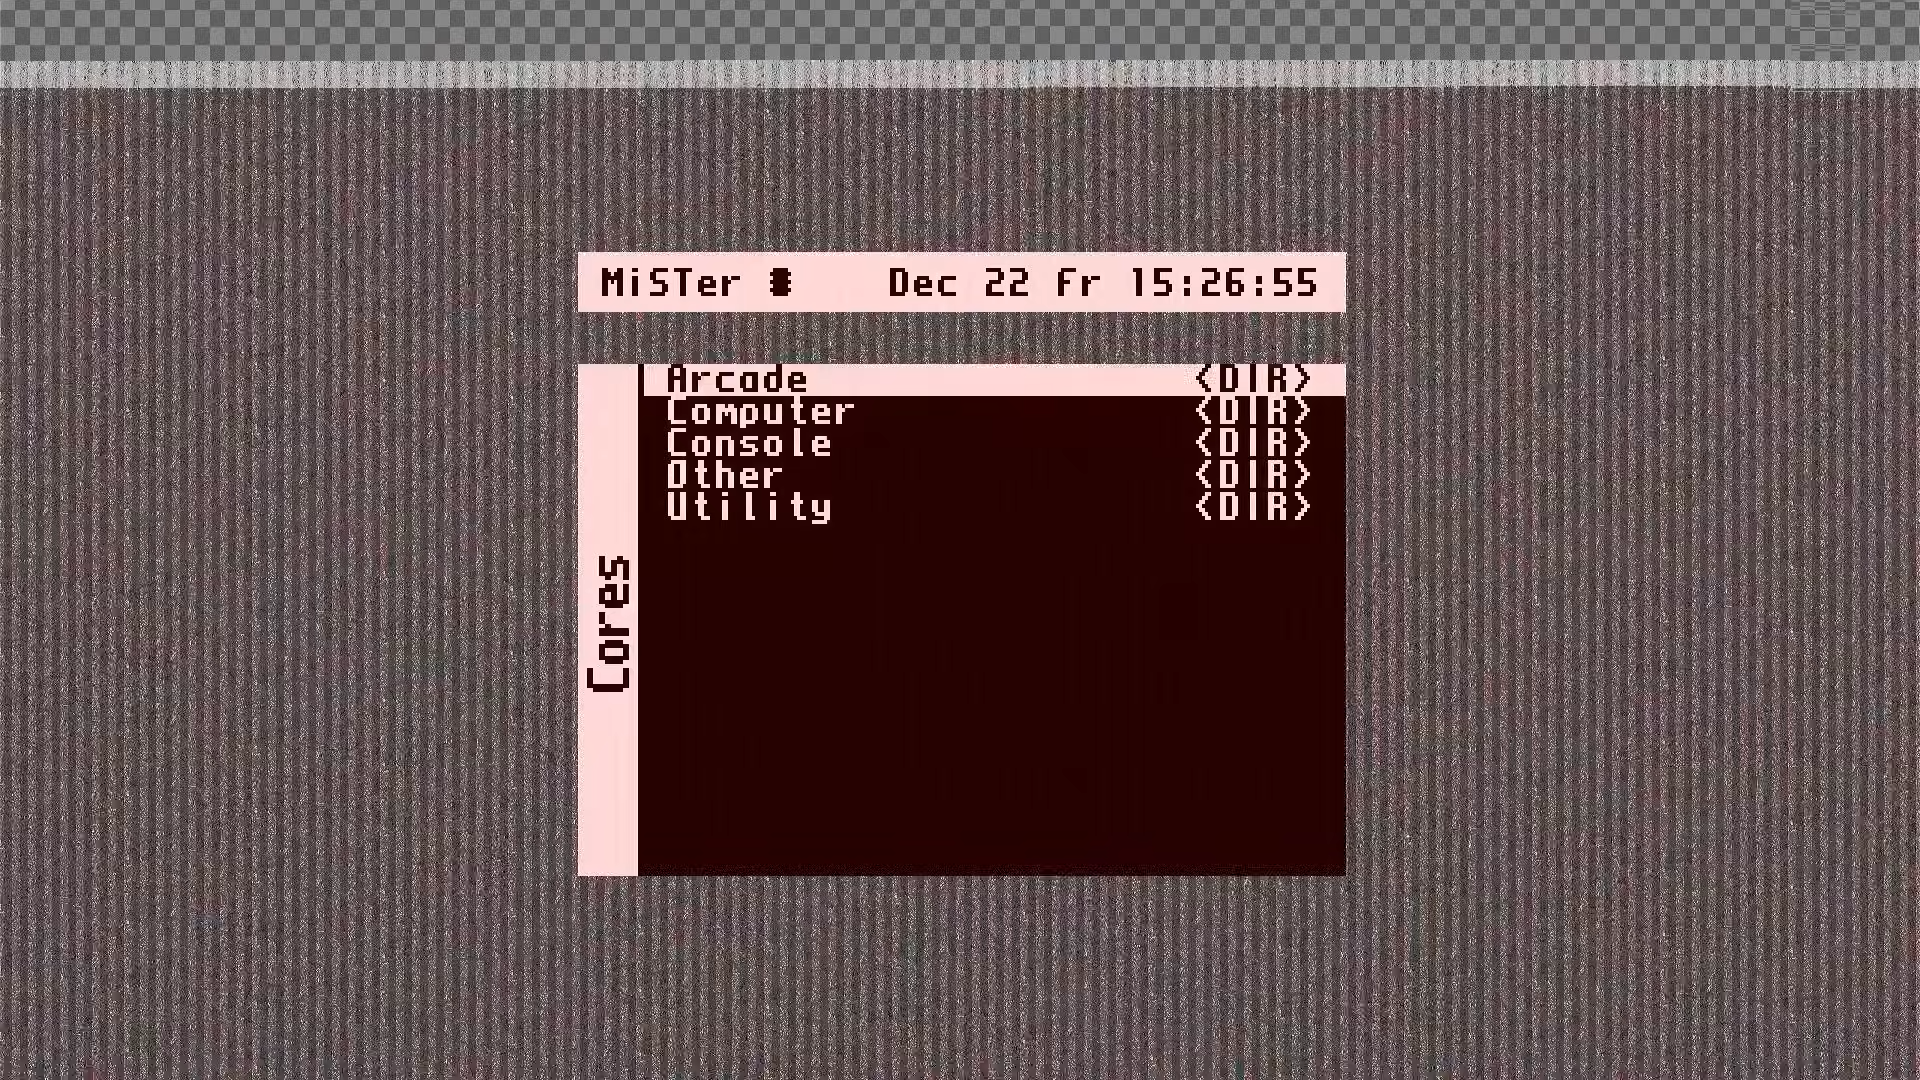 MiSTer Dec 22 Fr 15:26:55
Arcade <DIR>
Computer <DIR>
Console <DIR>
Other <DIR>
Utility <DIR>
Cores